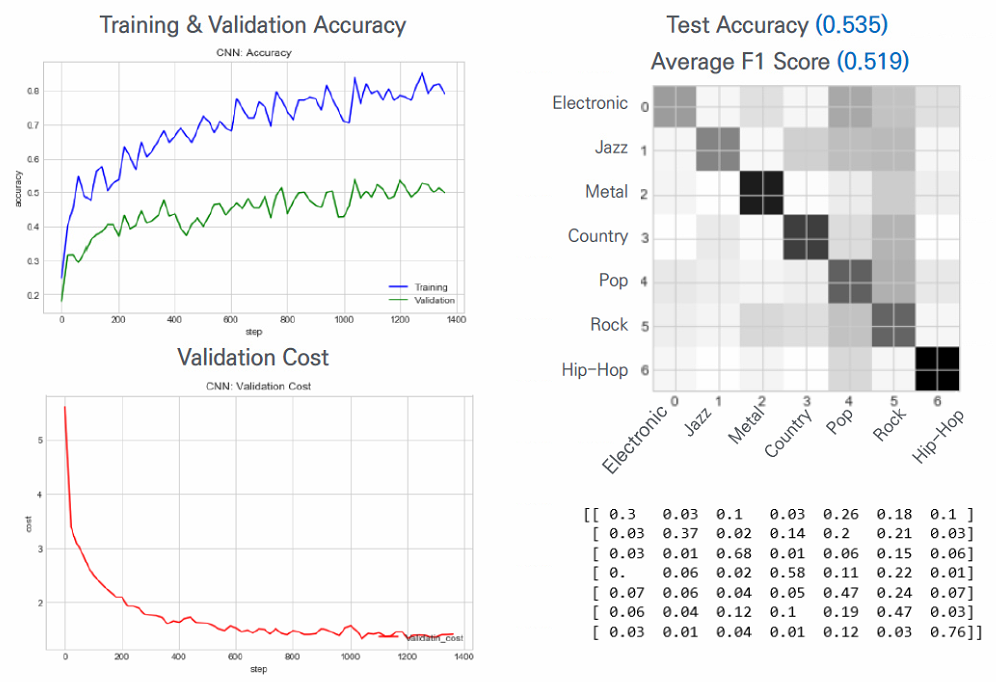 Training & Validation Accuracy
CNN: Accuracy
accuracy
0.8
0.7
0.6
0.5
0.4
0.3
0.2
Training
Validation
0 200 400 600 800 1000 1200 1400
step
Validation Cost
CNN: Validation Cost
cost
5
4
3
2
validatin_cost
0 200 400 600 800 1000 1200 1400
step
Test Accuracy (0.535)
Average F1 Score (0.519)
Electronic 0
Jazz 1
Metal 2
Country 3
Pop 4
Rock 5
Hip-Hop 6
0 1 2 3 4 5 6
Electronic Jazz Metal Country Pop Rock Hip-Hop
[[ 0.3 0.03 0.1 0.03 0.26 0.18 0.1 ]
[ 0.03 0.37 0.02 0.14 0.2 0.21 0.03]
[ 0.03 0.01 0.68 0.01 0.06 0.15 0.06]
[ 0. 0.06 0.02 0.58 0.11 0.22 0.01]
[ 0.07 0.06 0.04 0.05 0.47 0.24 0.07]
[ 0.06 0.04 0.12 0.1 0.19 0.47 0.03]
[ 0.03 0.01 0.04 0.01 0.12 0.03 0.76]]